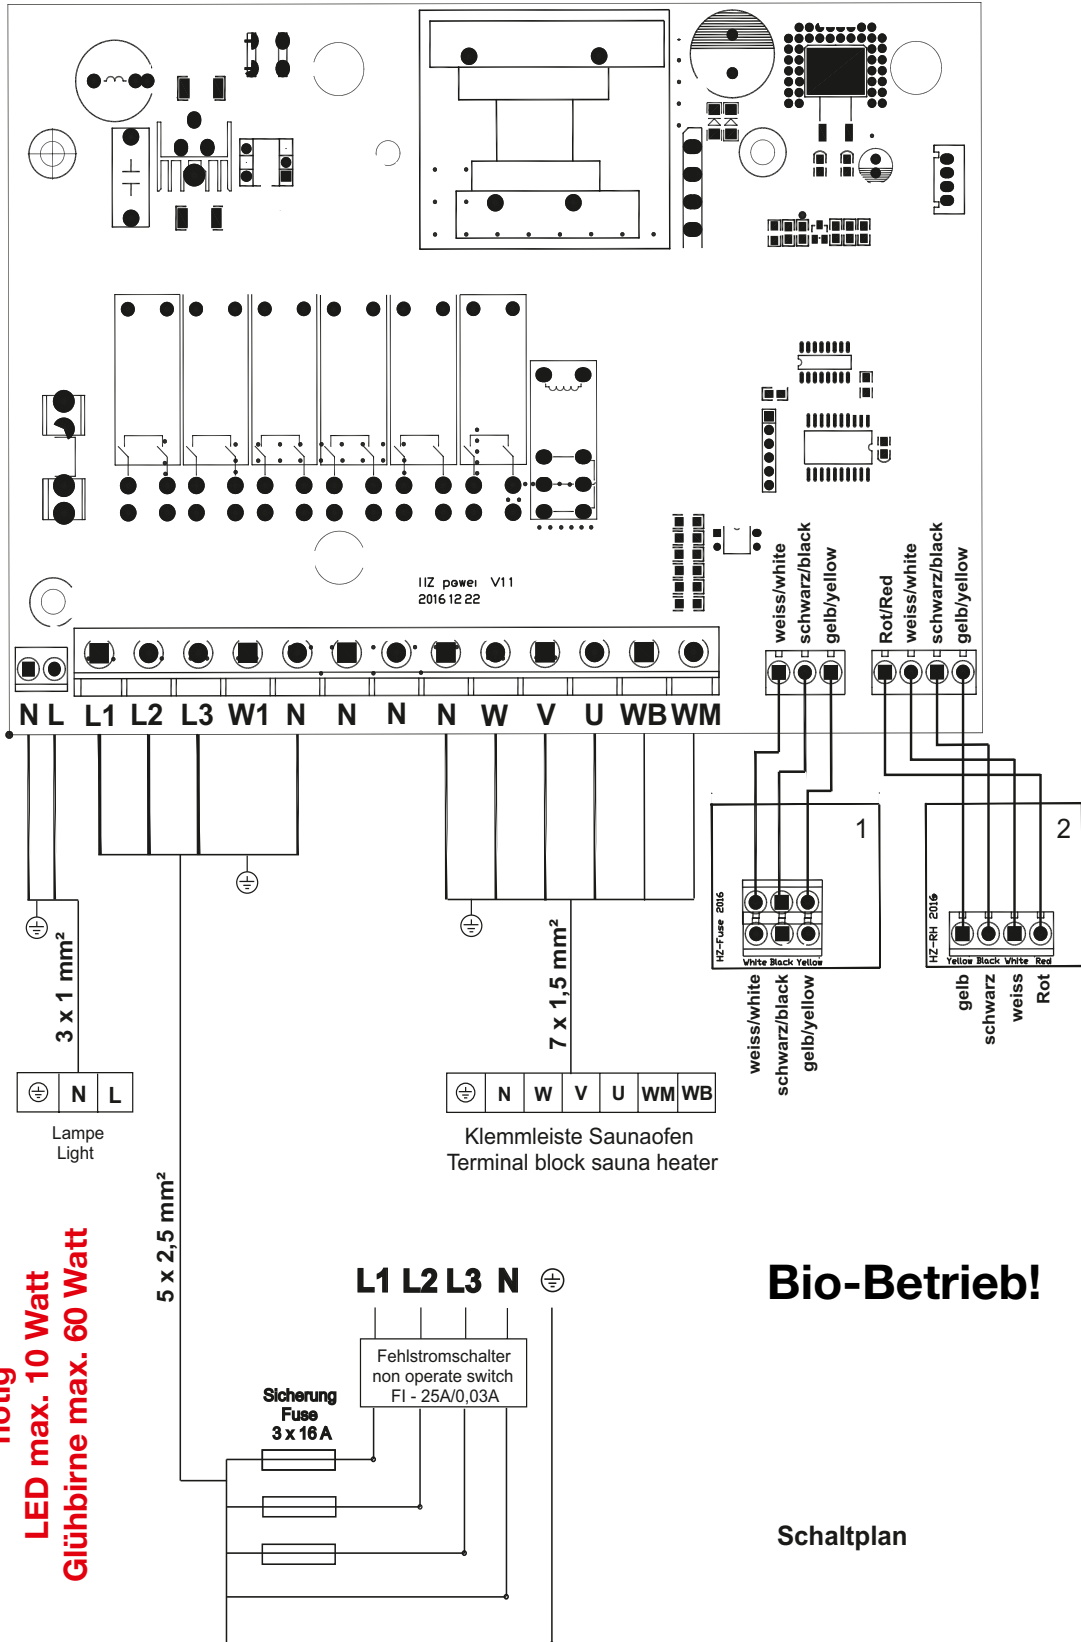 HZ power V11
2016 12 22
weiss/white
schwarz/black
gelb/yellow
Rot/Red
weiss/white
schwarz/black
gelb/yellow
N L L1 L2 L3 W1 N N N N W V U WB WM
1
HZ-Fuse 2016
White Black Yellow
weiss/white
schwarz/black
gelb/yellow
2
HZ-RH 2016
Yellow Black White Red
gelb
schwarz
weiss
Rot
3 x 1 mm²
7 x 1,5 mm²
N L
Lampe
Light
N W V U WM WB
Klemmleiste Saunaofen
Terminal block sauna heater
5 x 2,5 mm²
LED max. 10 Watt
Glühbirne max. 60 Watt
L1 L2 L3 N
Fehlstromschalter
non operate switch
FI - 25A/0,03A
Sicherung
Fuse
3 x 16 A
Bio-Betrieb!
Schaltplan